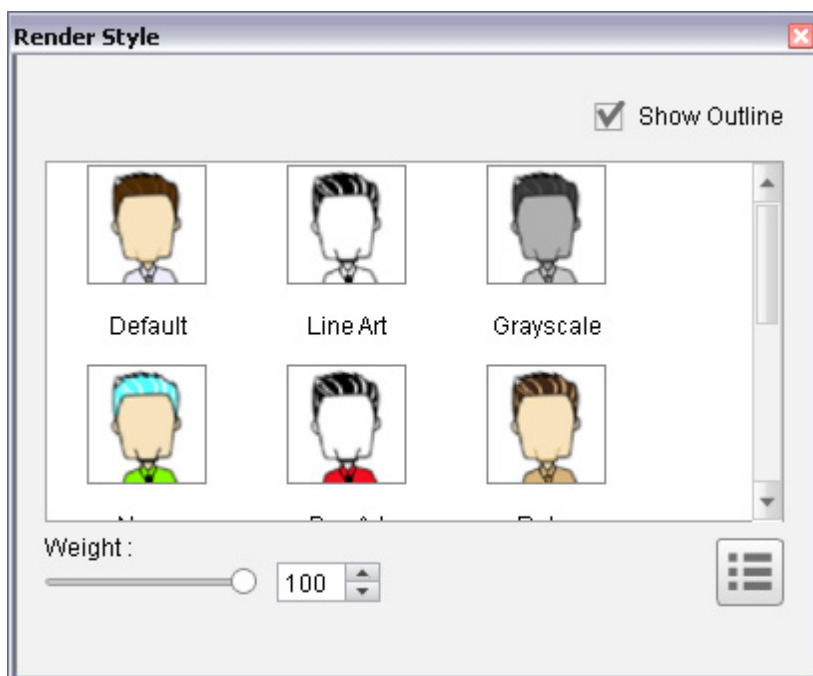 Render Style
Show Outline
Default
Line Art
Grayscale
Weight :
100